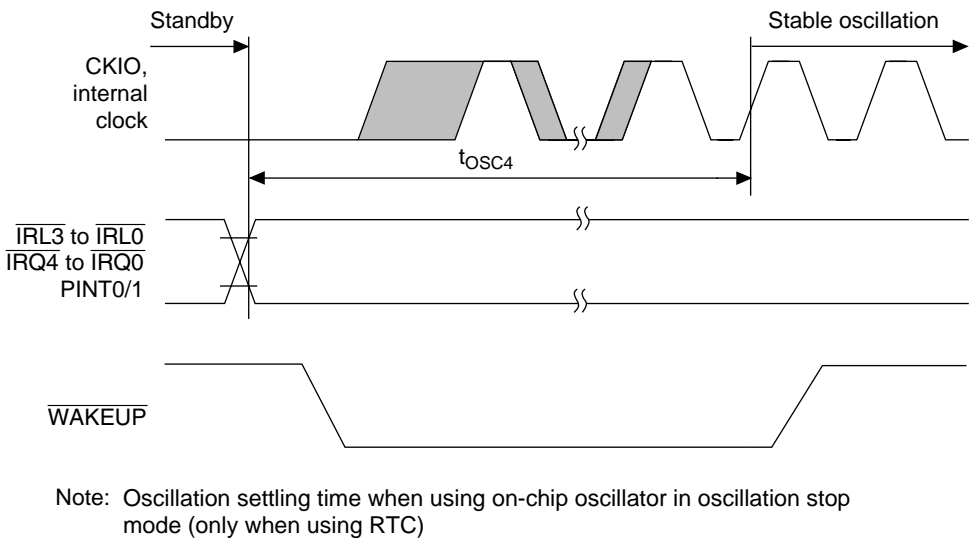 Standby
Stable oscillation
CKIO,
internal
clock
tOSC4
IRL3 to IRL0
IRQ4 to IRQ0
PINT0/1
WAKEUP
Note: Oscillation settling time when using on-chip oscillator in oscillation stop
mode (only when using RTC)